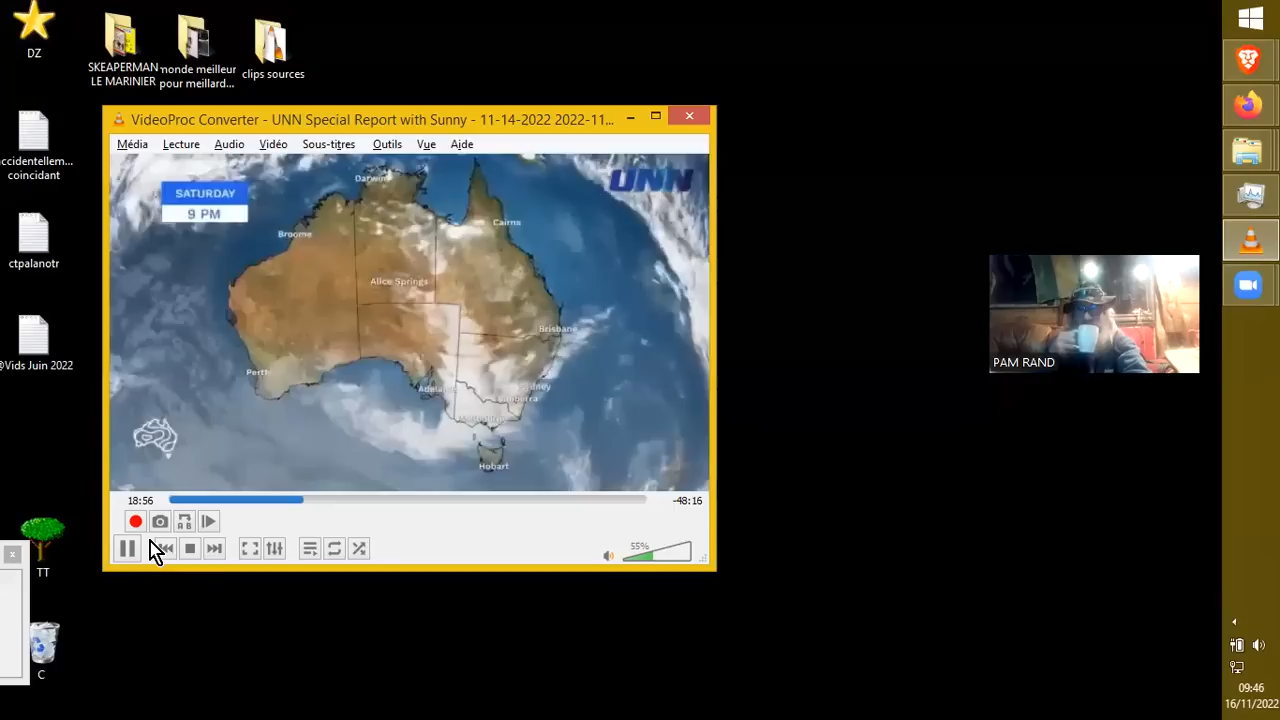 DZ
SKEAPERMAN
LE MARINIER
monde meilleur
pour meillard...
clips sources
ccidentellem...
coincidant
ctpalanotr
@Vids Juin 2022
TT
x
C
VideoProc Converter - UNN Special Report with Sunny - 11-14-2022 2022-11...
Média Lecture Audio Vidéo Sous-titres Outils Vue Aide
SATURDAY
9 PM
UNN
Darwin
Cairns
Broome
Alice Springs
Brisbane
Perth
Adelaide
Sydney
Canberra
Melbourne
Hobart
18:56
-48:16
A B
55%
PAM RAND
09:46
16/11/2022